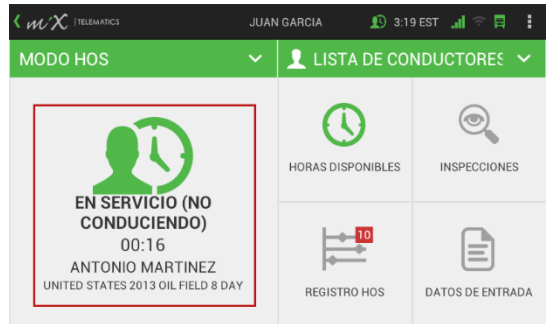 miX | TELEMATICS JUAN GARCIA 3:19 EST
MODO HOS
LISTA DE CONDUCTORES
EN SERVICIO (NO
CONDUCIENDO)
00:16
ANTONIO MARTINEZ
UNITED STATES 2013 OIL FIELD 8 DAY
HORAS DISPONIBLES
INSPECCIONES
10
REGISTRO HOS
DATOS DE ENTRADA